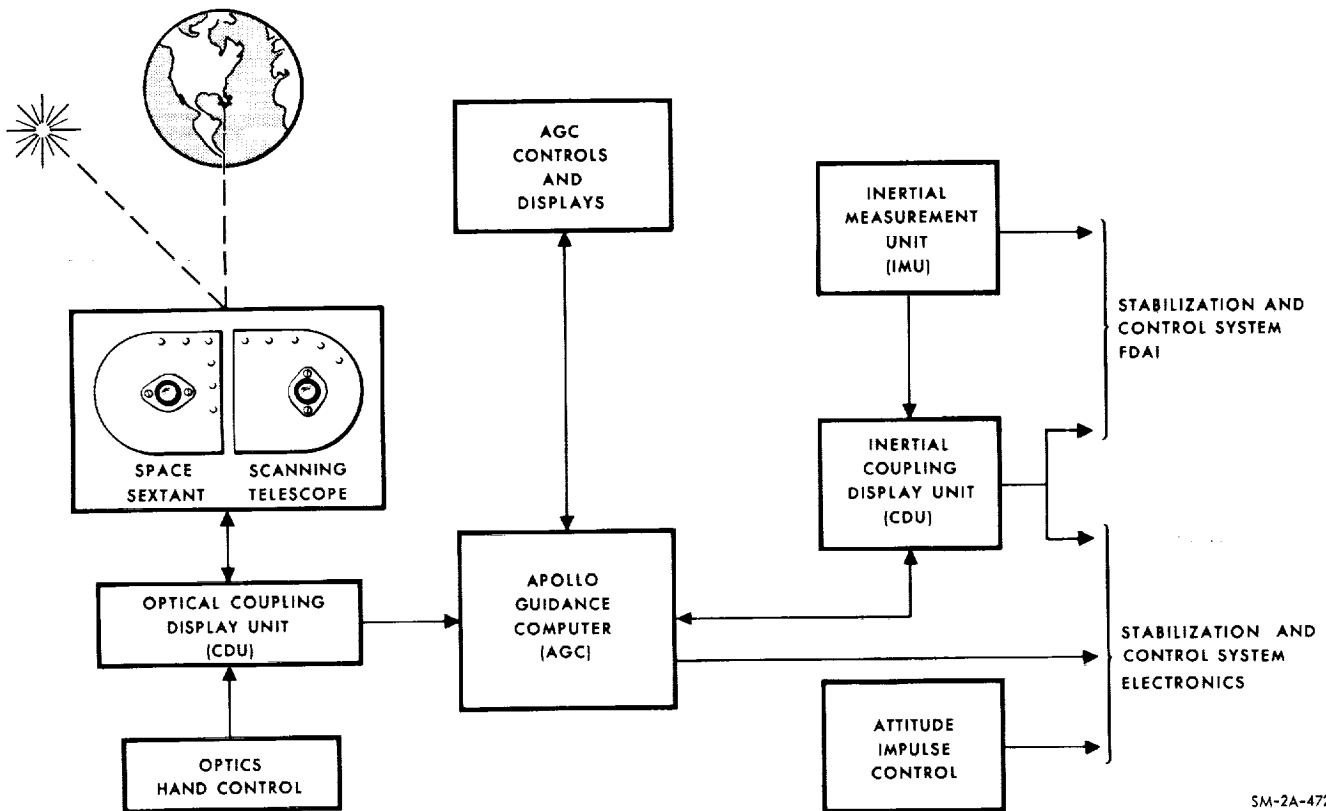 AGC
CONTROLS
AND
DISPLAYS
INERTIAL
MEASUREMENT
UNIT
(IMU)
STABILIZATION AND
CONTROL SYSTEM
FDAI
SPACE
SEXTANT
SCANNING
TELESCOPE
INERTIAL
COUPLING
DISPLAY UNIT
(CDU)
OPTICAL COUPLING
DISPLAY UNIT
(CDU)
APOLLO
GUIDANCE
COMPUTER
(AGC)
STABILIZATION AND
CONTROL SYSTEM
ELECTRONICS
OPTICS
HAND CONTROL
ATTITUDE
IMPULSE
CONTROL